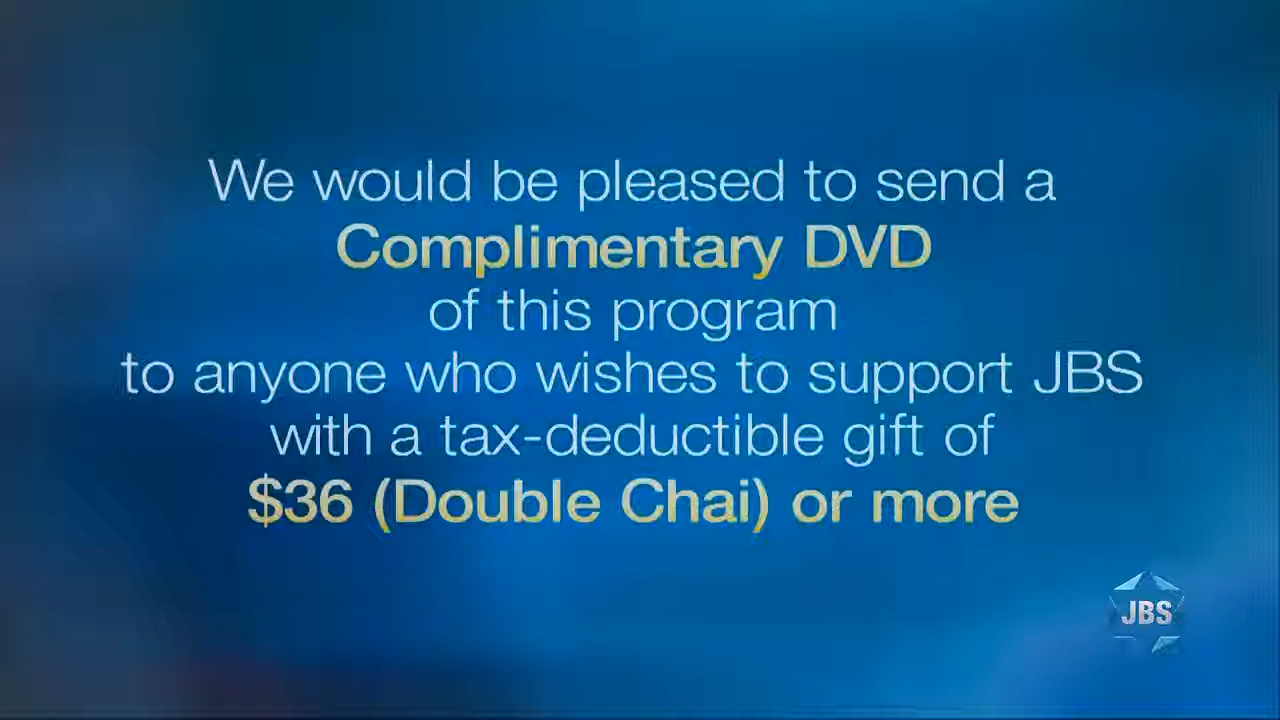 We would be pleased to send a
Complimentary DVD
of this program
to anyone who wishes to support JBS
with a tax-deductible gift of
$36 (Double Chai) or more
JBS